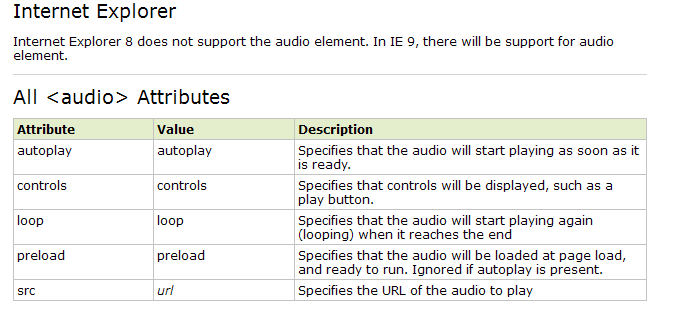 Internet Explorer
Internet Explorer 8 does not support the audio element. In IE 9, there will be support for audio
element.
All <audio> Attributes
Attribute Value Description
autoplay autoplay Specifies that the audio will start playing as soon as it
is ready.
controls controls Specifies that controls will be displayed, such as a
play button.
loop loop Specifies that the audio will start playing again
(looping) when it reaches the end
preload preload Specifies that the audio will be loaded at page load,
and ready to run. Ignored if autoplay is present.
src url Specifies the URL of the audio to play